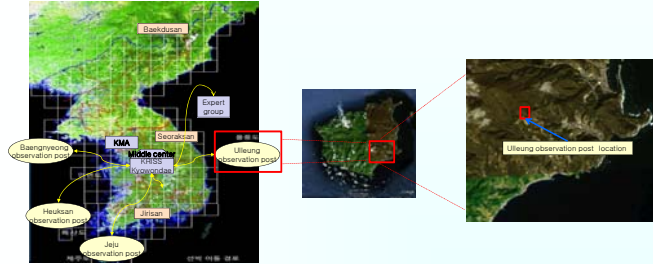 Baekdusan
Expert
group
Seoraksan
KMA
Baengnyeong
observation post
Middle center
KRISS
Kyowondae
Ulleung
observation post
Ulleung observation post location
Heuksan
observation post
Jirisan
Jeju
observation post